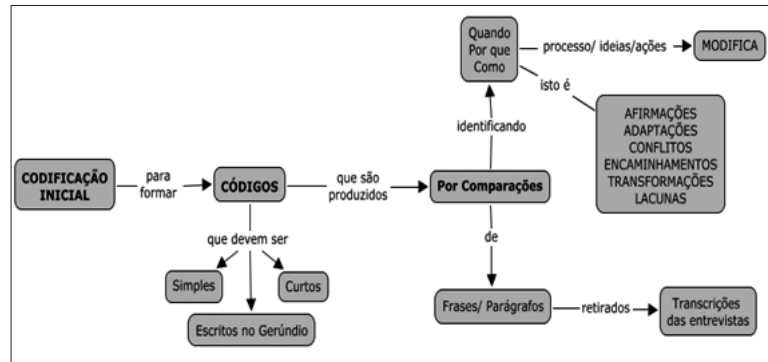 Quando
Por que
Como
processo/ ideias/ações
MODIFICA
isto é
AFIRMAÇÕES
ADAPTAÇÕES
CONFLITOS
ENCAMINHAMENTOS
TRANSFORMAÇÕES
LACUNAS
identificando
CODIFICAÇÃO
INICIAL
para
formar
CÓDIGOS
que são
produzidos
Por Comparações
que devem ser
Simples
Curtos
Escritos no Gerúndio
de
Frases/ Parágrafos
retirados
Transcrições
das entrevistas